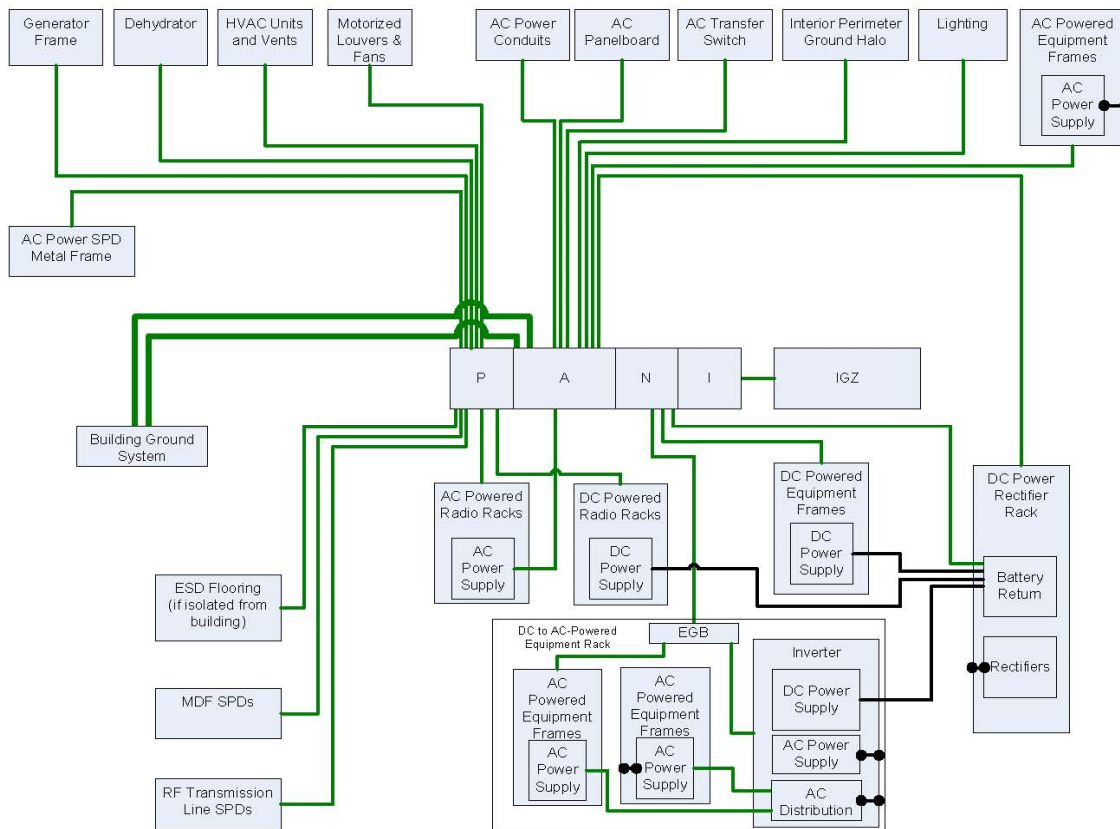 Generator
Frame
Dehydrator
HVAC Units
and Vents
Motorized
Louvers &
Fans
AC Power
Conduits
AC
Panelboard
AC Transfer
Switch
Interior Perimeter
Ground Halo
Lighting
AC Powered
Equipment
Frames
AC
Power
Supply
AC Power SPD
Metal Frame
P
A
N
I
IGZ
Building Ground
System
AC Powered
Radio Racks
AC
Power
Supply
DC Powered
Radio Racks
DC
Power
Supply
DC Powered
Equipment
Frames
DC
Power
Supply
DC Power
Rectifier
Rack
Battery
Return
Rectifiers
ESD Flooring
(if isolated from
building)
MDF SPDs
RF Transmission
Line SPDs
DC to AC-Powered
Equipment Rack
EGB
AC
Powered
Equipment
Frames
AC
Power
Supply
AC
Powered
Equipment
Frames
AC
Power
Supply
Inverter
DC Power
Supply
AC Power
Supply
AC
Distribution